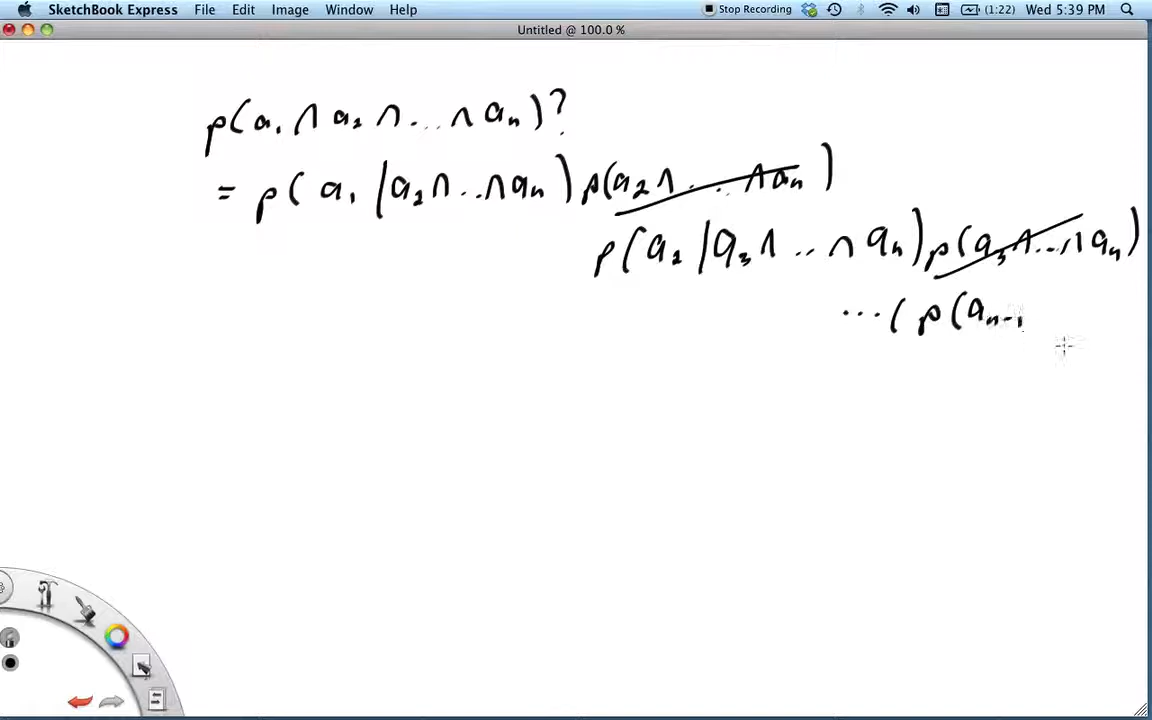 SketchBook Express File Edit Image Window Help Stop Recording (1:22) Wed 5:39 PM
Untitled @ 100.0 %
p(a₁ ∩ a₂ ∩ ... ∩ aₙ)?
= p(a₁ | a₂ ∩ .. ∩ aₙ) p(a₂ ∩ ... ∩ aₙ)
p(a₂ | a₃ ∩ .. ∩ aₙ) p(a₃ ∩ ... ∩ aₙ)
... ( p(aₙ₋₁